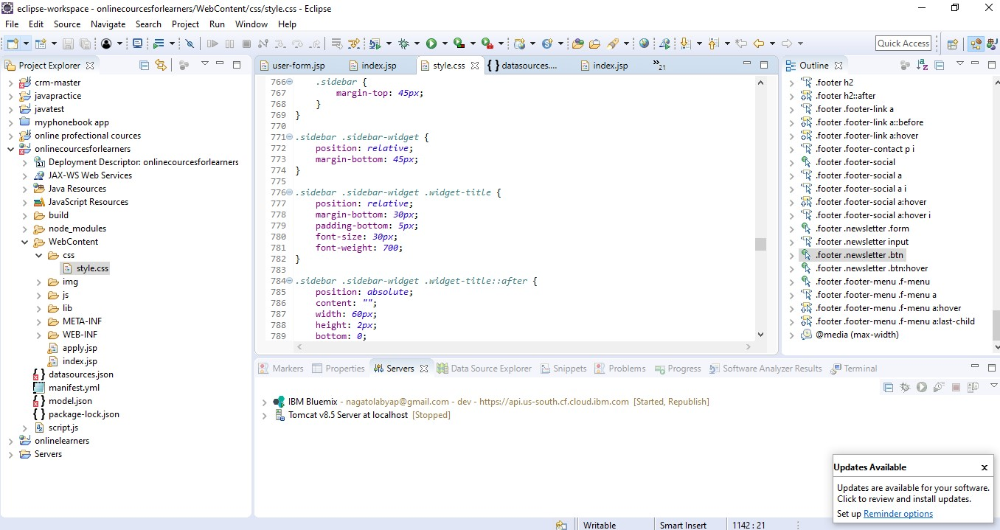 eclipse-workspace - onlinecourcesforlearners/WebContent/css/style.css - Eclipse
File Edit Source Navigate Search Project Run Window Help
Quick Access
Project Explorer
crm-master
javapractice
javatest
myphonebook app
online profectional cources
onlinecourcesforlearners
Deployment Descriptor: onlinecourcesforlearners
JAX-WS Web Services
Java Resources
JavaScript Resources
build
node_modules
WebContent
css
style.css
img
js
lib
META-INF
WEB-INF
apply.jsp
index.jsp
datasources.json
manifest.yml
model.json
package-lock.json
script.js
onlinelearners
Servers
user-form.jsp index.jsp style.css datasources.... index.jsp »21
766 .sidebar {
767 margin-top: 45px;
768 }
769 }
770
771 .sidebar .sidebar-widget {
772 position: relative;
773 margin-bottom: 45px;
774 }
775
776 .sidebar .sidebar-widget .widget-title {
777 position: relative;
778 margin-bottom: 30px;
779 padding-bottom: 5px;
780 font-size: 30px;
781 font-weight: 700;
782 }
783
784 .sidebar .sidebar-widget .widget-title::after {
785 position: absolute;
786 content: "";
787 width: 60px;
788 height: 2px;
789 bottom: 0;
Outline
.footer h2
.footer h2::after
.footer .footer-link a
.footer .footer-link a::before
.footer .footer-link a:hover
.footer .footer-contact p i
.footer .footer-social
.footer .footer-social a
.footer .footer-social a i
.footer .footer-social a:hover
.footer .footer-social a:hover i
.footer .newsletter .form
.footer .newsletter input
.footer .newsletter .btn
.footer .newsletter .btn:hover
.footer .footer-menu .f-menu
.footer .footer-menu .f-menu a
.footer .footer-menu .f-menu a:hover
.footer .footer-menu .f-menu a:last-child
@media (max-width)
Markers Properties Servers Data Source Explorer Snippets Problems Progress Software Analyzer Results Terminal
IBM Bluemix - nagatolabyap@gmail.com - dev - https://api.us-south.cf.cloud.ibm.com [Started, Republish]
Tomcat v8.5 Server at localhost [Stopped]
Updates Available
Updates are available for your software.
Click to review and install updates.
Set up Reminder options
Writable Smart Insert 1142 : 21